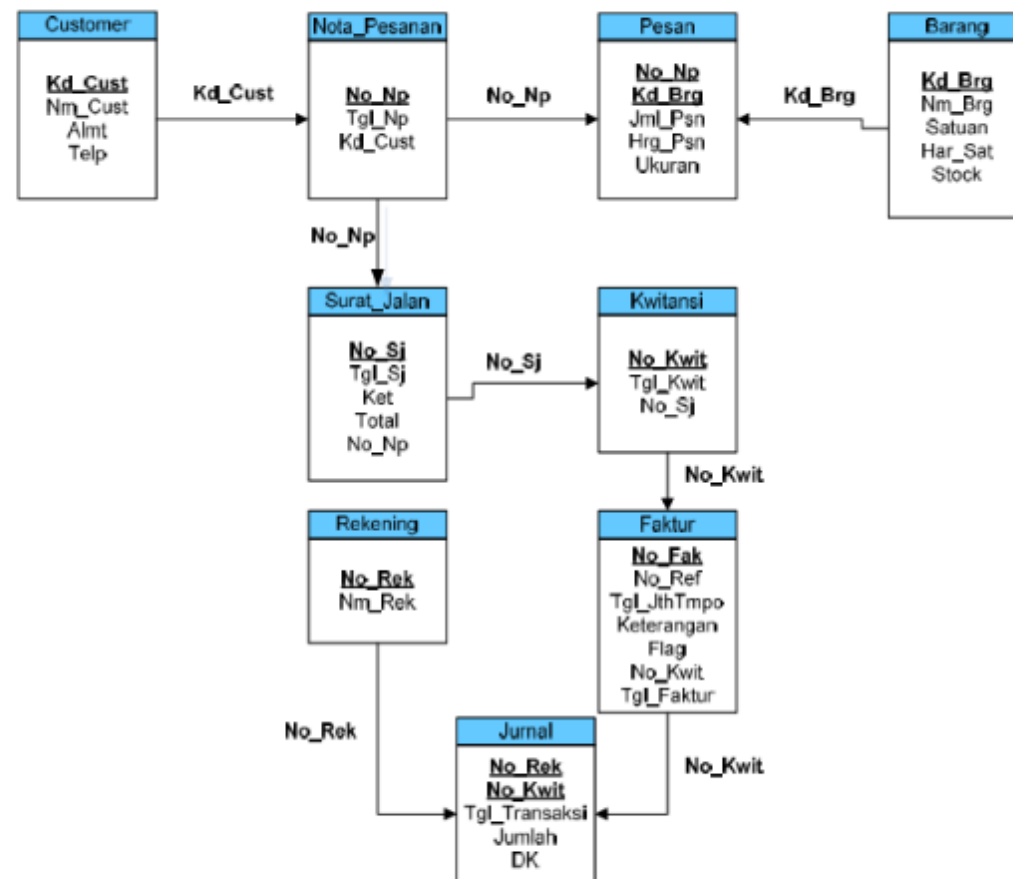 Customer
Kd_Cust
Nm_Cust
Almt
Telp
Kd_Cust
Nota_Pesanan
No_Np
Tgl_Np
Kd_Cust
No_Np
Pesan
No_Np
Kd_Brg
Jml_Psn
Hrg_Psn
Ukuran
Kd_Brg
Barang
Kd_Brg
Nm_Brg
Satuan
Har_Sat
Stock
No_Np
Surat_Jalan
No_Sj
Tgl_Sj
Ket
Total
No_Np
No_Sj
Kwitansi
No_Kwit
Tgl_Kwit
No_Sj
No_Kwit
Rekening
No_Rek
Nm_Rek
Faktur
No_Fak
No_Ref
Tgl_JthTmpo
Keterangan
Flag
No_Kwit
Tgl_Faktur
No_Rek
Jurnal
No_Rek
No_Kwit
Tgl_Transaksi
Jumlah
DK
No_Kwit